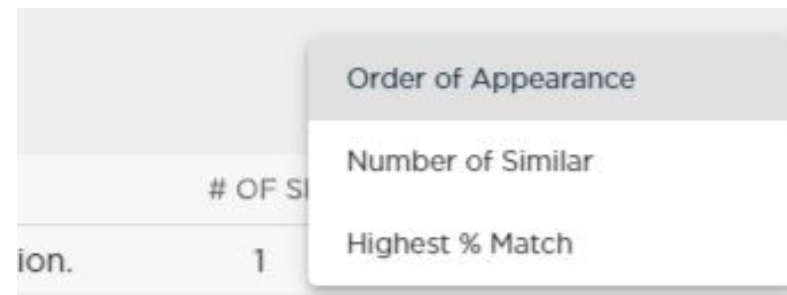 Order of Appearance
Number of Similar
# OF SI
Highest % Match
ion.
1